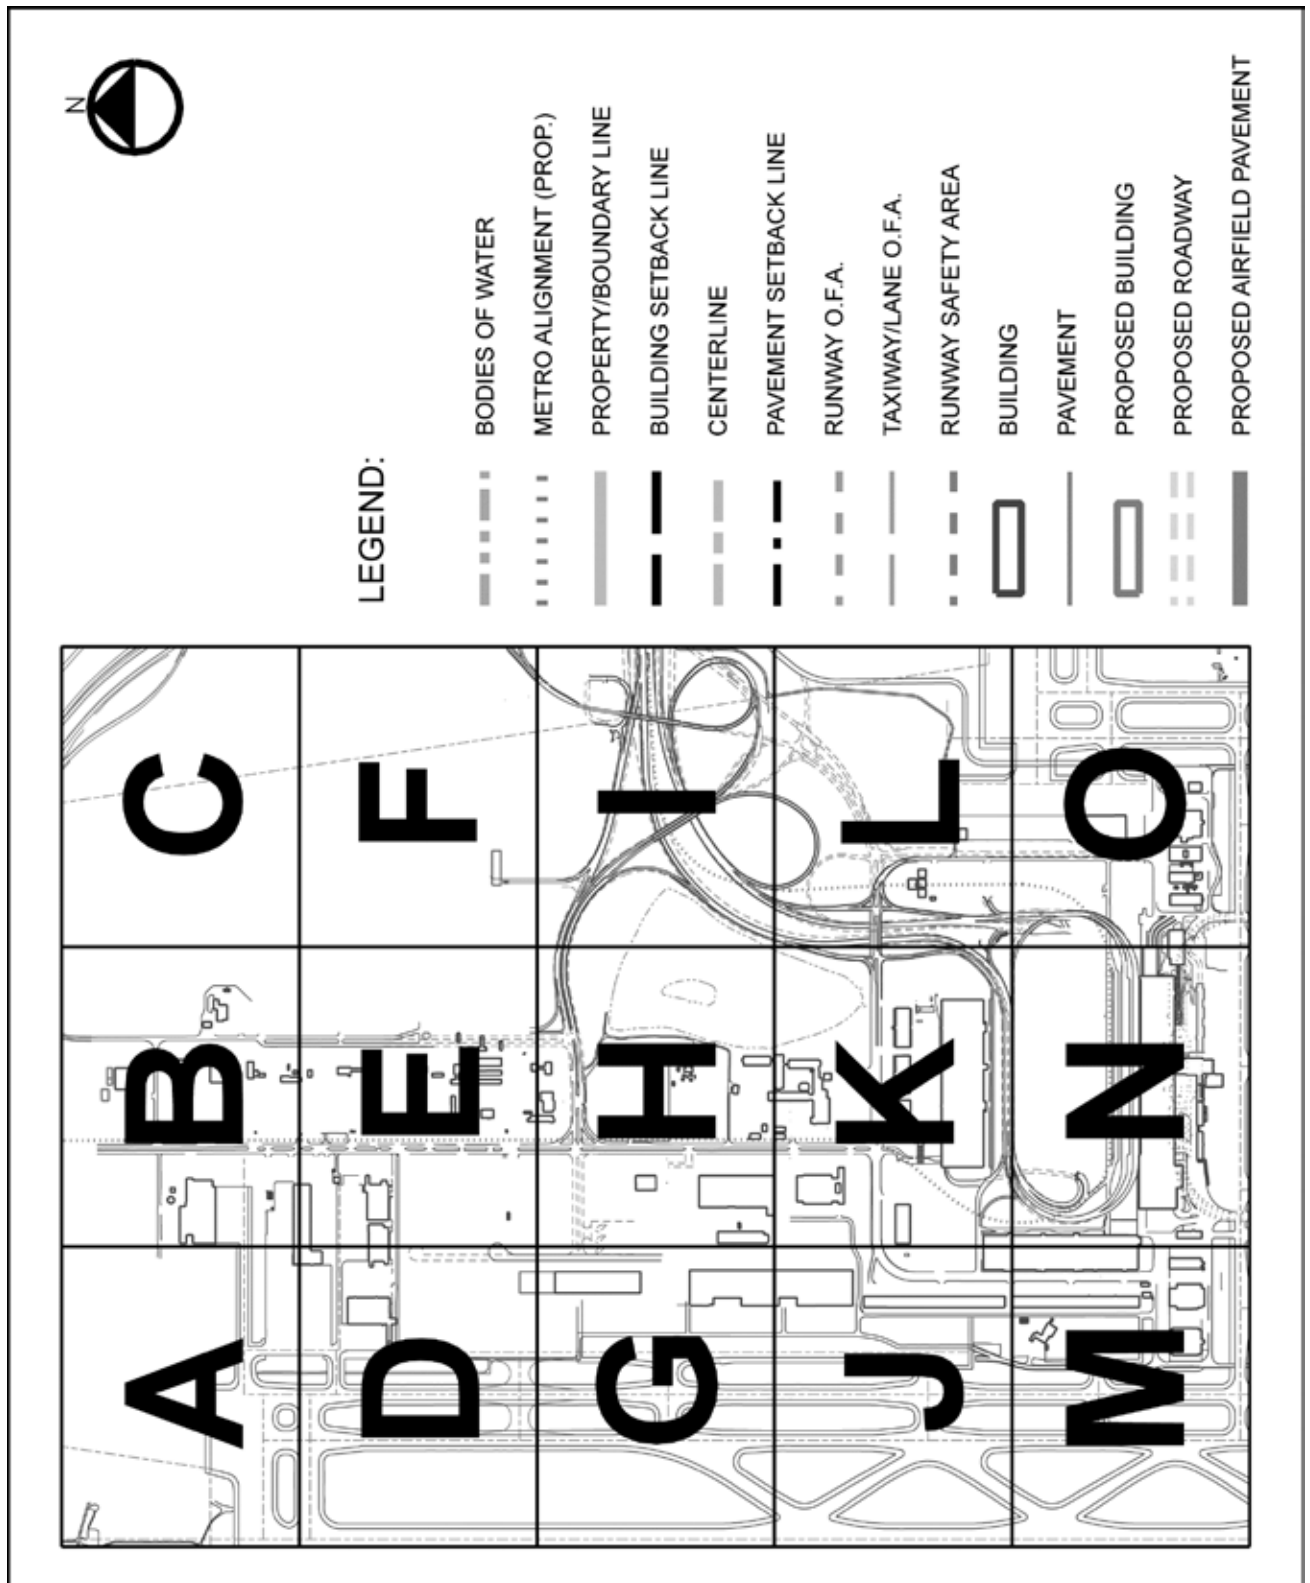 N
LEGEND:
BODIES OF WATER
METRO ALIGNMENT (PROP.)
PROPERTY/BOUNDARY LINE
BUILDING SETBACK LINE
CENTERLINE
PAVEMENT SETBACK LINE
RUNWAY O.F.A.
TAXIWAY/LANE O.F.A.
RUNWAY SAFETY AREA
BUILDING
PAVEMENT
PROPOSED BUILDING
PROPOSED ROADWAY
PROPOSED AIRFIELD PAVEMENT
A B C
D E F
G H I
J K L
M N O